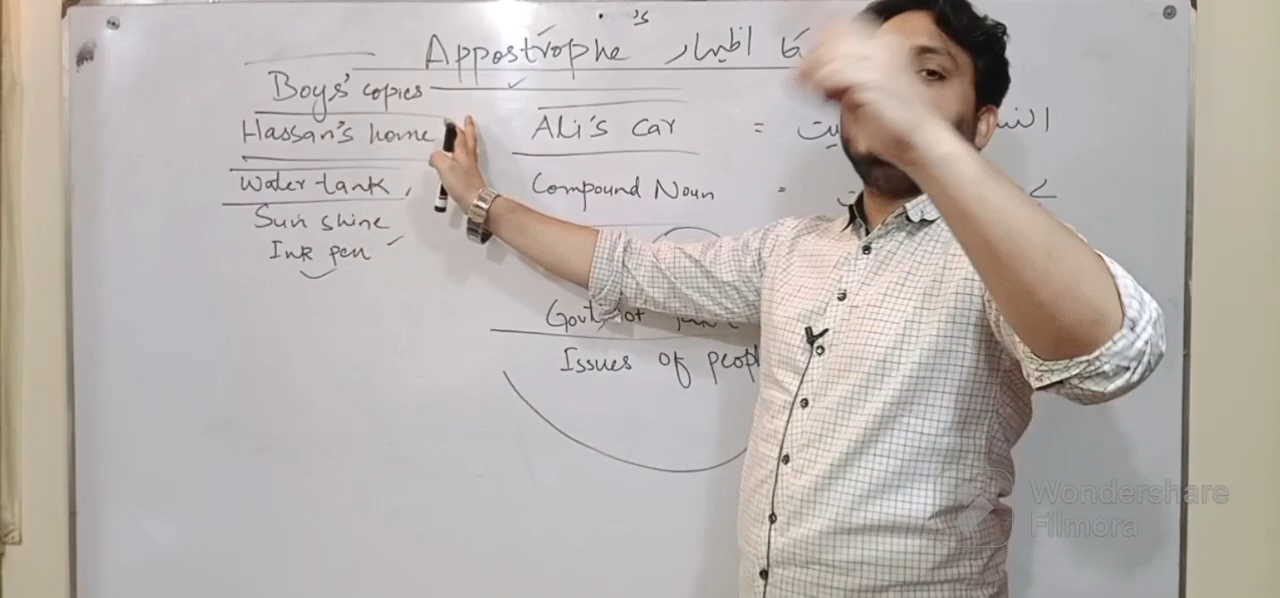 's
Appostrophe کا اظہار
Boys' copies
Hassan's home
Ali's car =
Water tank,
Compound Noun =
Sun shine
Ink pen
Issues of peopl
Wondershare
Filmora